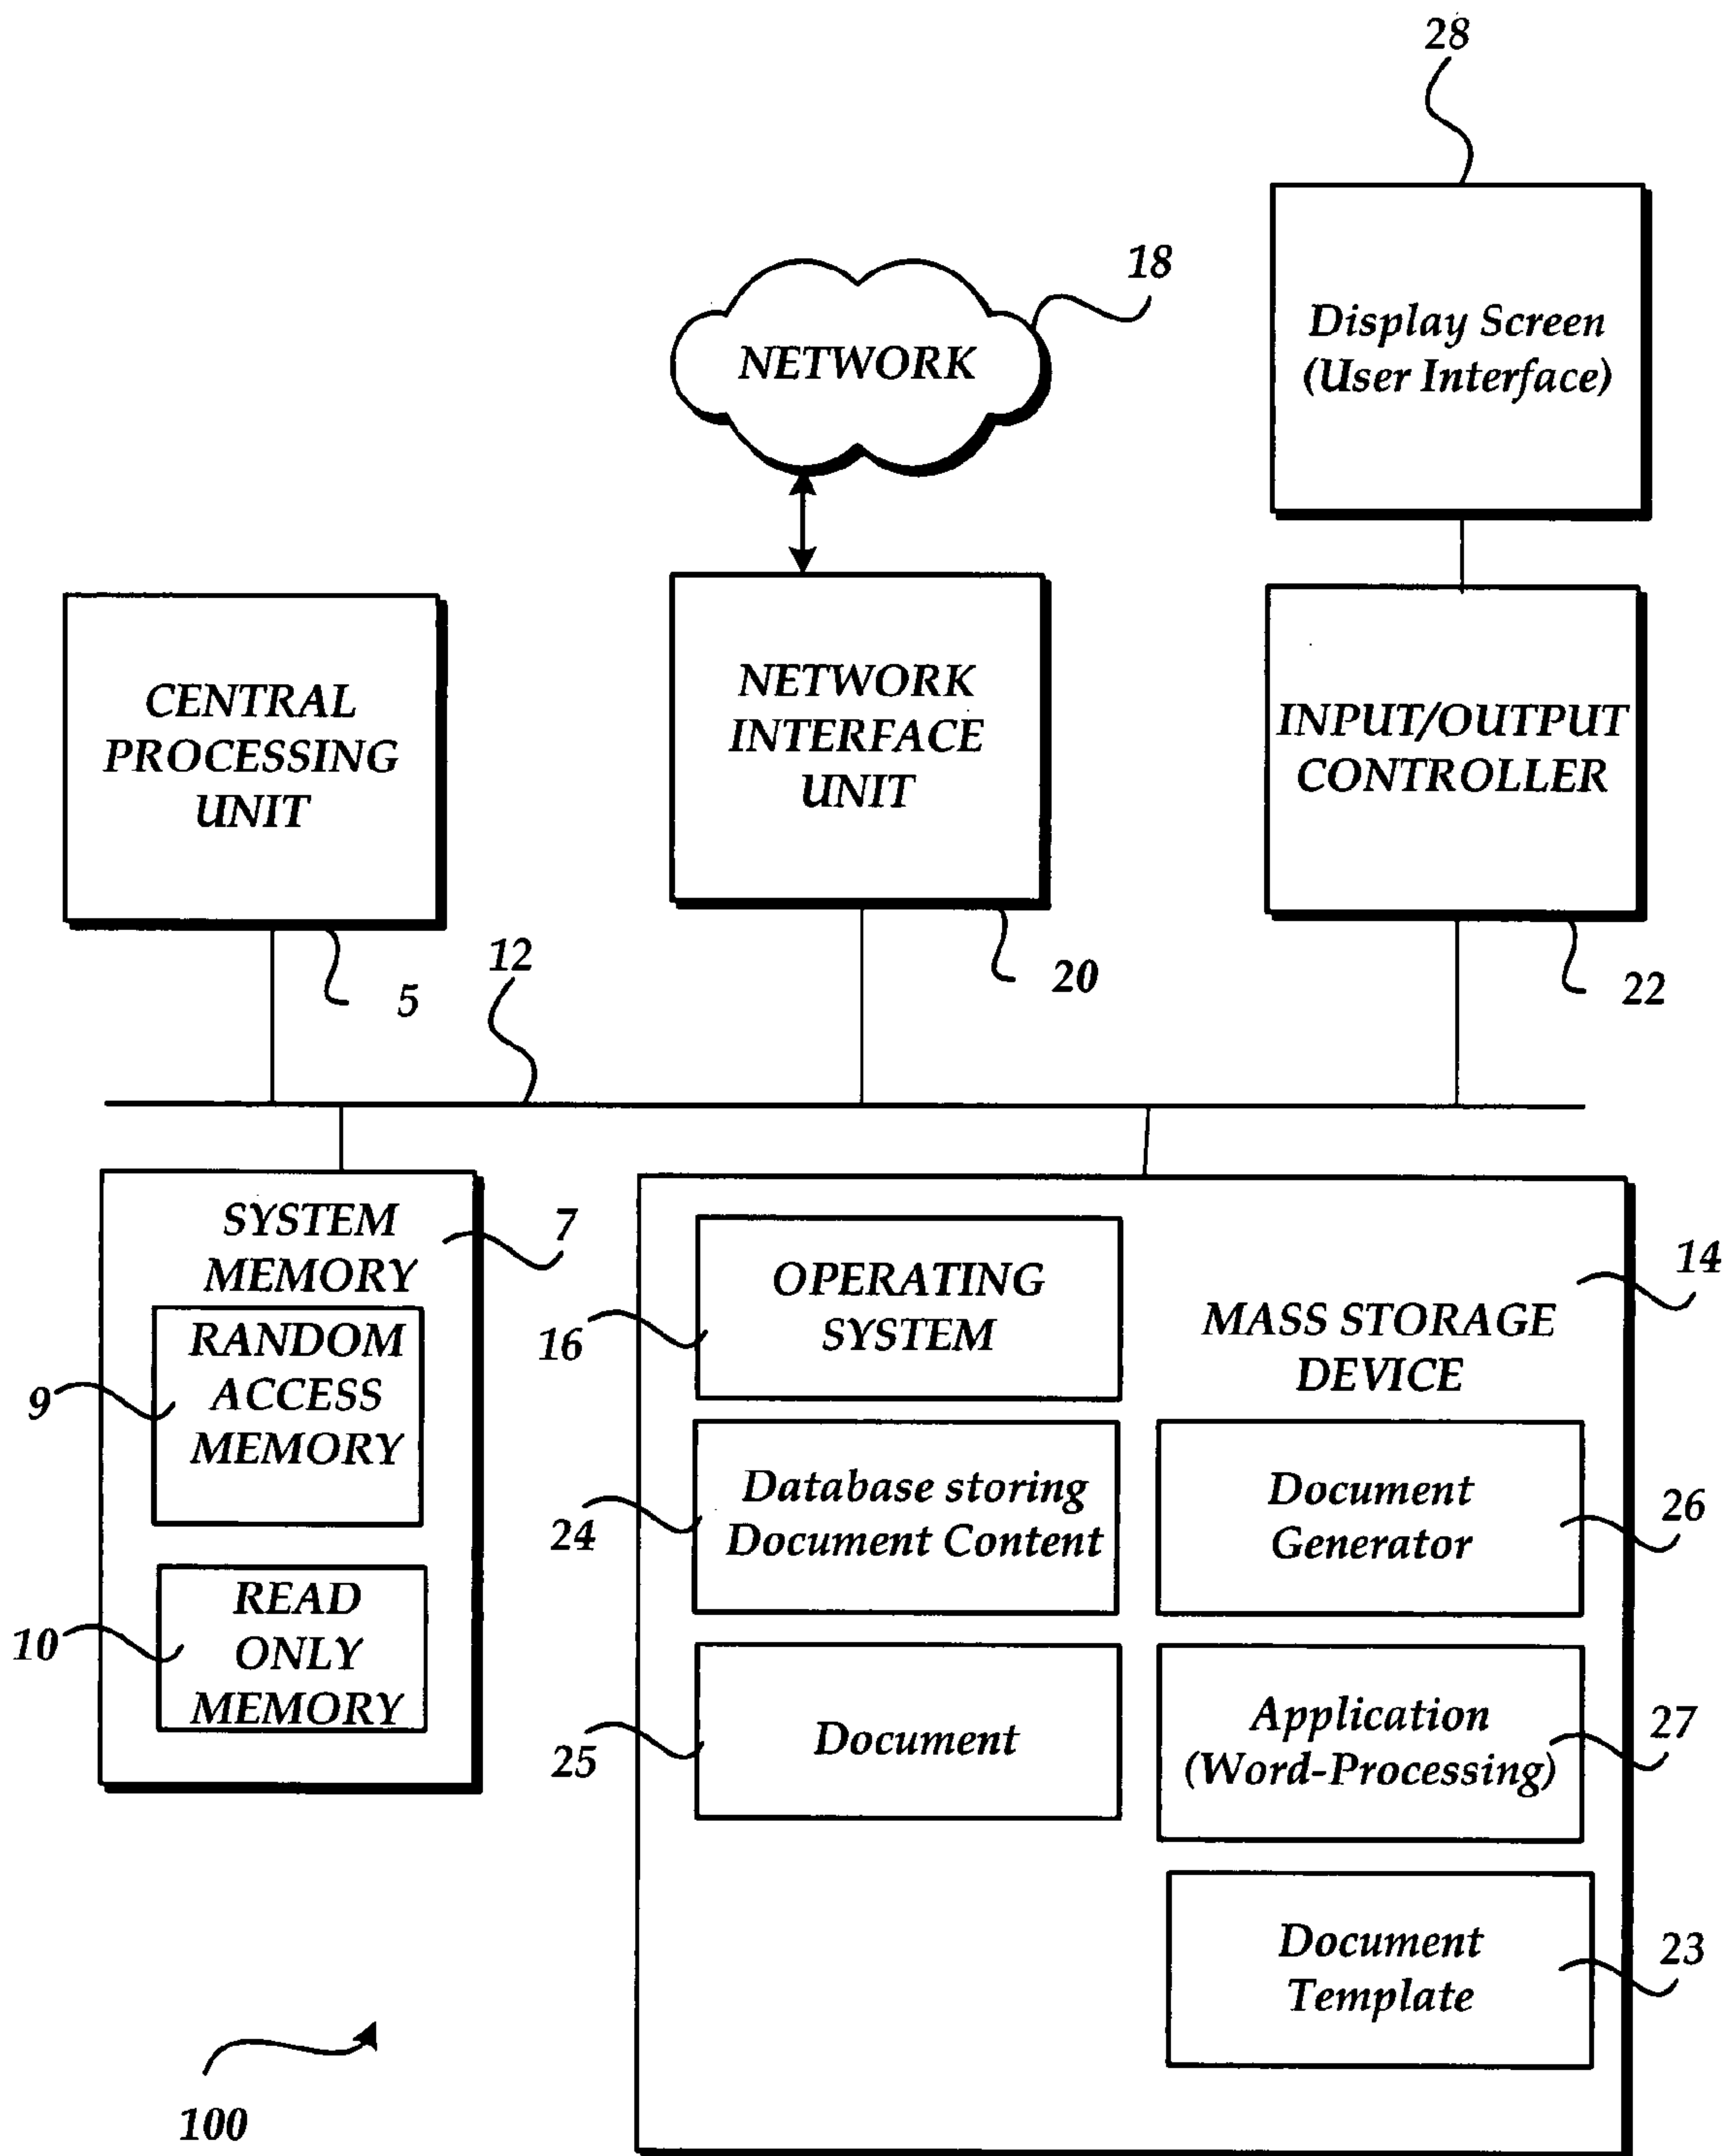 28
18
Display Screen
(User Interface)
NETWORK
CENTRAL
PROCESSING
UNIT
NETWORK
INTERFACE
UNIT
INPUT/OUTPUT
CONTROLLER
12
5
20
22
SYSTEM
MEMORY
7
RANDOM
ACCESS
MEMORY
9
READ
ONLY
MEMORY
10
OPERATING
SYSTEM
16
MASS STORAGE
DEVICE
14
Database storing
Document Content
24
Document
Generator
26
Document
25
Application
(Word-Processing)
27
Document
Template
23
100